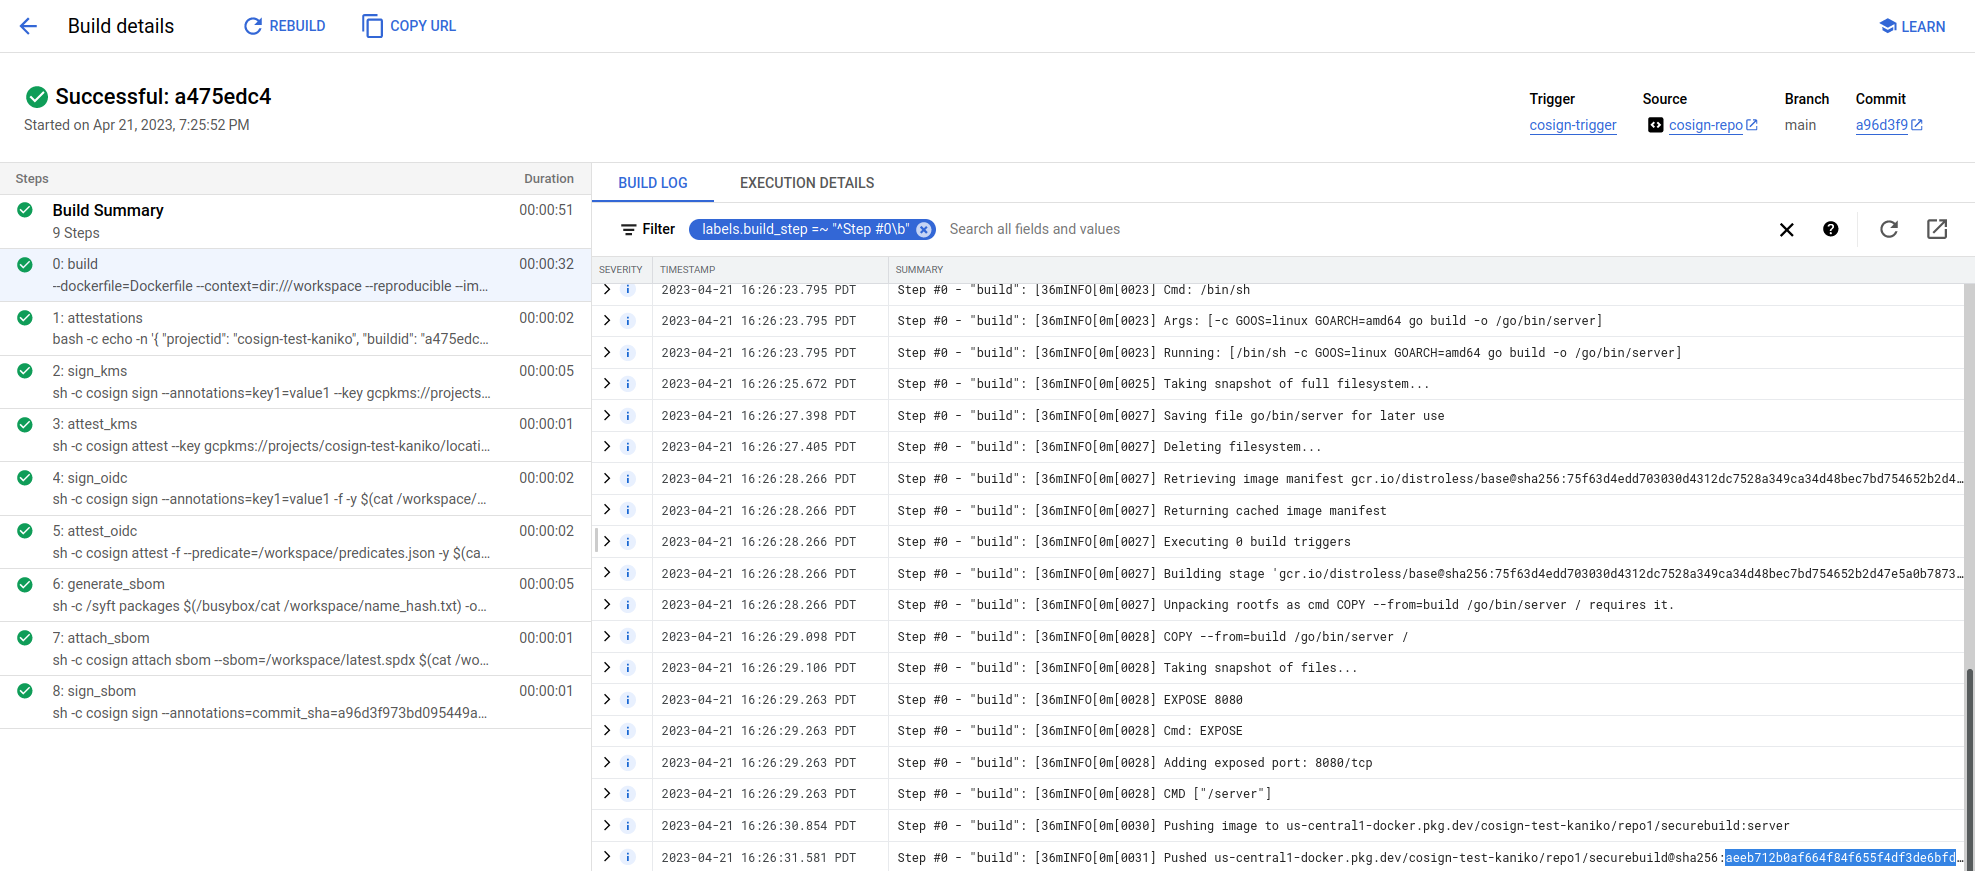 Build details
REBUILD
COPY URL
LEARN
Successful: a475edc4
Started on Apr 21, 2023, 7:25:52 PM
Trigger Source Branch Commit
cosign-trigger cosign-repo main a96d3f9
Steps Duration
Build Summary 00:00:51
9 Steps
0: build 00:00:32
--dockerfile=Dockerfile --context=dir:///workspace --reproducible --im...
1: attestations 00:00:02
bash -c echo -n '{ "projectid": "cosign-test-kaniko", "buildid": "a475edc...
2: sign_kms 00:00:05
sh -c cosign sign --annotations=key1=value1 --key gcpkms://projects...
3: attest_kms 00:00:01
sh -c cosign attest --key gcpkms://projects/cosign-test-kaniko/locati...
4: sign_oidc 00:00:02
sh -c cosign sign --annotations=key1=value1 -f -y $(cat /workspace/...
5: attest_oidc 00:00:02
sh -c cosign attest -f --predicate=/workspace/predicates.json -y $(ca...
6: generate_sbom 00:00:05
sh -c /syft packages $(/busybox/cat /workspace/name_hash.txt) -o...
7: attach_sbom 00:00:01
sh -c cosign attach sbom --sbom=/workspace/latest.spdx $(cat /wo...
8: sign_sbom 00:00:01
sh -c cosign sign --annotations=commit_sha=a96d3f973bd095449a...
BUILD LOG EXECUTION DETAILS
Filter labels.build_step =~ "^Step #0\b" Search all fields and values
SEVERITY TIMESTAMP SUMMARY
2023-04-21 16:26:23.795 PDT Step #0 - "build": [36mINFO[0m[0023] Cmd: /bin/sh
2023-04-21 16:26:23.795 PDT Step #0 - "build": [36mINFO[0m[0023] Args: [-c GOOS=linux GOARCH=amd64 go build -o /go/bin/server]
2023-04-21 16:26:23.795 PDT Step #0 - "build": [36mINFO[0m[0023] Running: [/bin/sh -c GOOS=linux GOARCH=amd64 go build -o /go/bin/server]
2023-04-21 16:26:25.672 PDT Step #0 - "build": [36mINFO[0m[0025] Taking snapshot of full filesystem...
2023-04-21 16:26:27.398 PDT Step #0 - "build": [36mINFO[0m[0027] Saving file go/bin/server for later use
2023-04-21 16:26:27.405 PDT Step #0 - "build": [36mINFO[0m[0027] Deleting filesystem...
2023-04-21 16:26:28.266 PDT Step #0 - "build": [36mINFO[0m[0027] Retrieving image manifest gcr.io/distroless/base@sha256:75f63d4edd703030d4312dc7528a349ca34d48bec7bd754652b2d4...
2023-04-21 16:26:28.266 PDT Step #0 - "build": [36mINFO[0m[0027] Returning cached image manifest
2023-04-21 16:26:28.266 PDT Step #0 - "build": [36mINFO[0m[0027] Executing 0 build triggers
2023-04-21 16:26:28.266 PDT Step #0 - "build": [36mINFO[0m[0027] Building stage 'gcr.io/distroless/base@sha256:75f63d4edd703030d4312dc7528a349ca34d48bec7bd754652b2d47e5a0b7873...
2023-04-21 16:26:28.266 PDT Step #0 - "build": [36mINFO[0m[0027] Unpacking rootfs as cmd COPY --from=build /go/bin/server / requires it.
2023-04-21 16:26:29.098 PDT Step #0 - "build": [36mINFO[0m[0028] COPY --from=build /go/bin/server /
2023-04-21 16:26:29.106 PDT Step #0 - "build": [36mINFO[0m[0028] Taking snapshot of files...
2023-04-21 16:26:29.263 PDT Step #0 - "build": [36mINFO[0m[0028] EXPOSE 8080
2023-04-21 16:26:29.263 PDT Step #0 - "build": [36mINFO[0m[0028] Cmd: EXPOSE
2023-04-21 16:26:29.263 PDT Step #0 - "build": [36mINFO[0m[0028] Adding exposed port: 8080/tcp
2023-04-21 16:26:29.263 PDT Step #0 - "build": [36mINFO[0m[0028] CMD ["/server"]
2023-04-21 16:26:30.854 PDT Step #0 - "build": [36mINFO[0m[0030] Pushing image to us-central1-docker.pkg.dev/cosign-test-kaniko/repo1/securebuild:server
2023-04-21 16:26:31.581 PDT Step #0 - "build": [36mINFO[0m[0031] Pushed us-central1-docker.pkg.dev/cosign-test-kaniko/repo1/securebuild@sha256:aeeb712b0af664f84f655f4df3de6bfd...